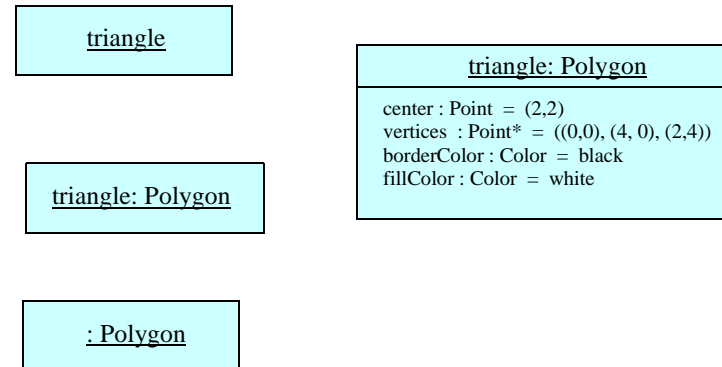 triangle
triangle: Polygon
: Polygon
triangle: Polygon
center : Point = (2,2)
vertices : Point* = ((0,0), (4, 0), (2,4))
borderColor : Color = black
fillColor : Color = white